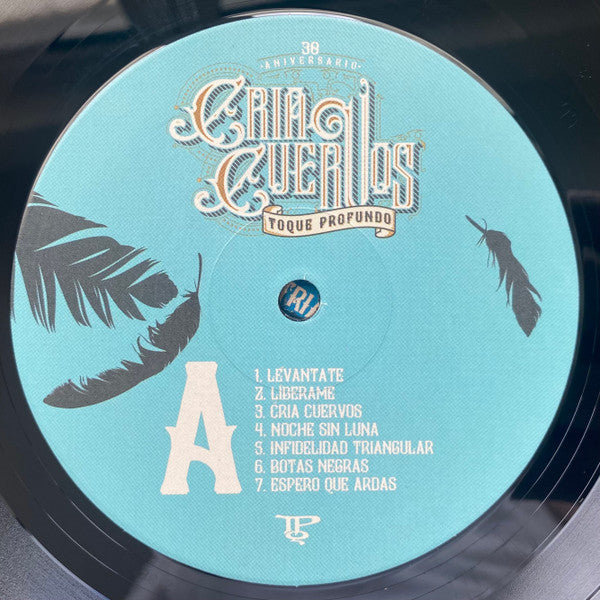 30
·ANIVERSARIO·
CRIA
CUERVOS
TOQUE PROFUNDO
A
1. LEVANTATE
2. LIBERAME
3. CRIA CUERVOS
4. NOCHE SIN LUNA
5. INFIDELIDAD TRIANGULAR
6. BOTAS NEGRAS
7. ESPERO QUE ARDAS